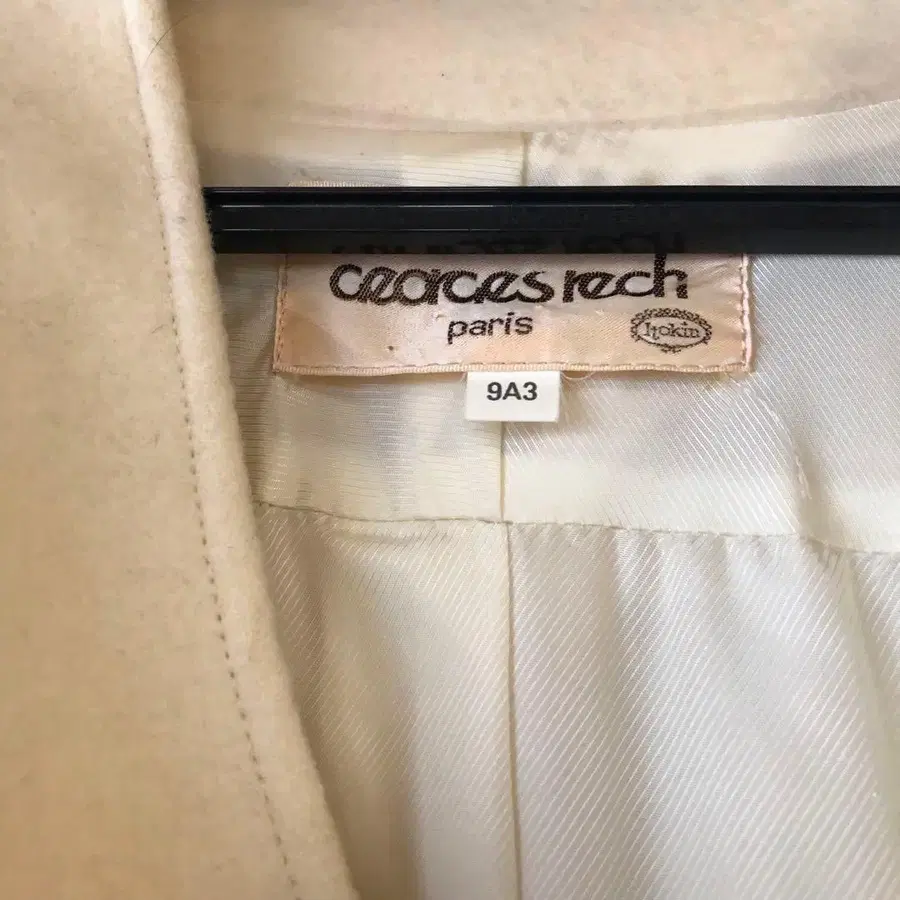 Georges rech
paris
Itokin
9A3